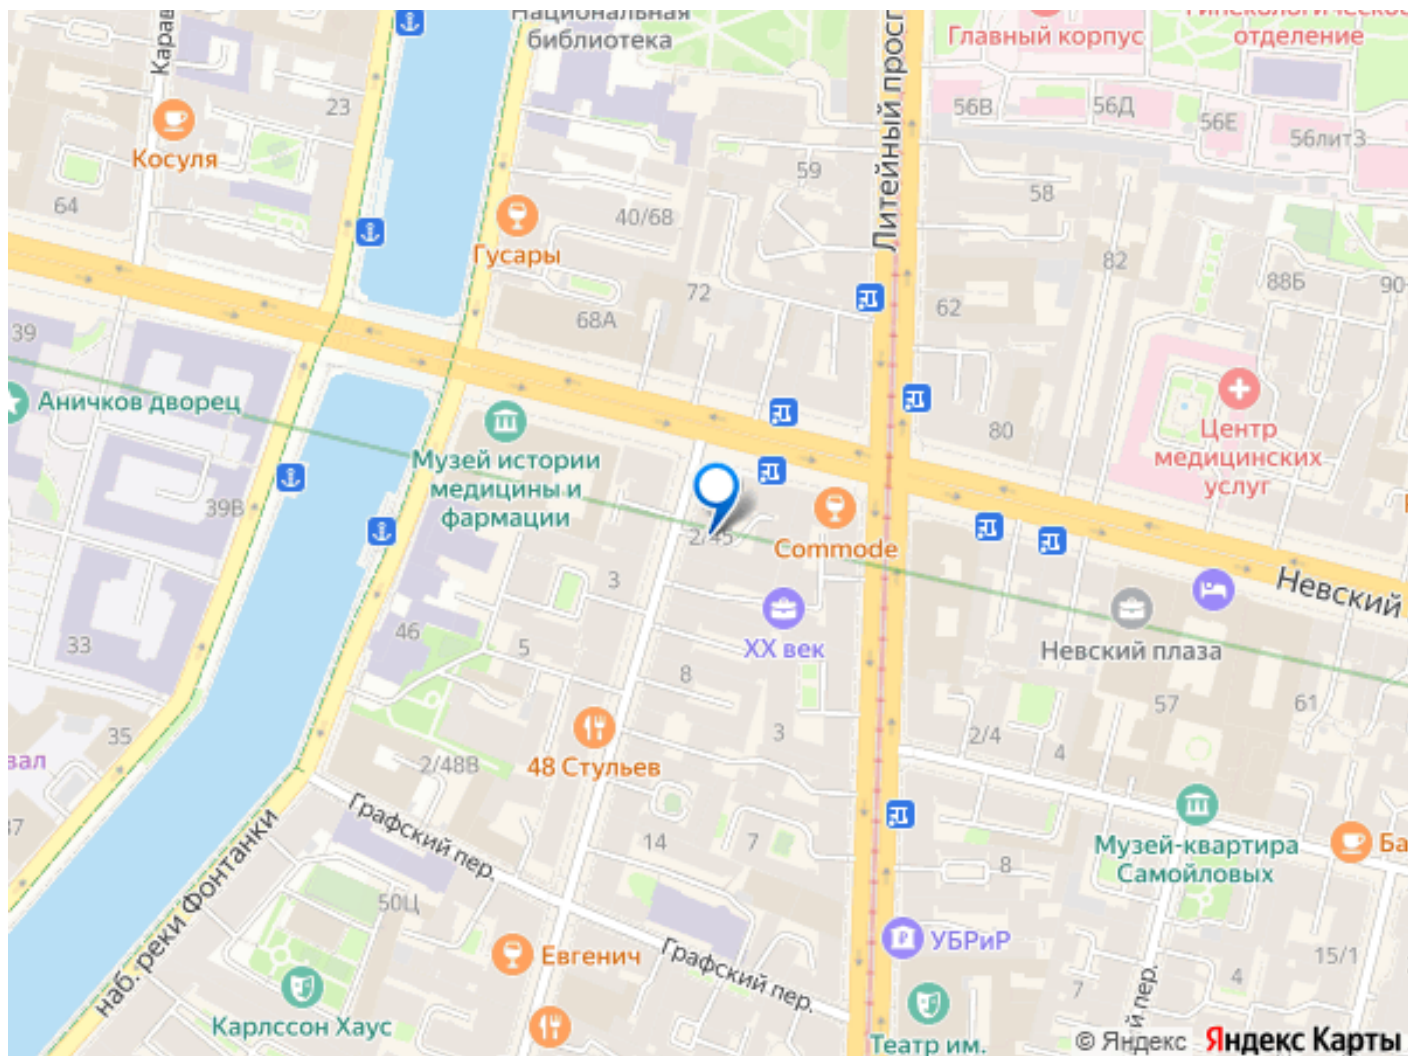 Национальная
библиотека
Главный корпус
отделение
Литейный просп
Карав
23
56В
56Д
56Е
56лит3
Косуля
59
58
64
40/68
Гусары
82
88Б
90-
72
62
68А
39
Аничков дворец
80
Центр
медицинских
услуг
Музей истории
медицины и
фармации
39В
2/45
Commode
Невский
3
46
33
5
ХХ век
Невский плаза
8
57
61
35
3
2/4
4
вал
2/48В
48 Стульев
Графский пер.
37
14
7
Музей-квартира
Самойловых
Ба
8
наб. реки Фонтанки
50Ц
Евгенич
УБРиР
Графский пер.
15/1
4
7
й пер.
Карлссон Хаус
Театр им.
© Яндекс Яндекс Карты